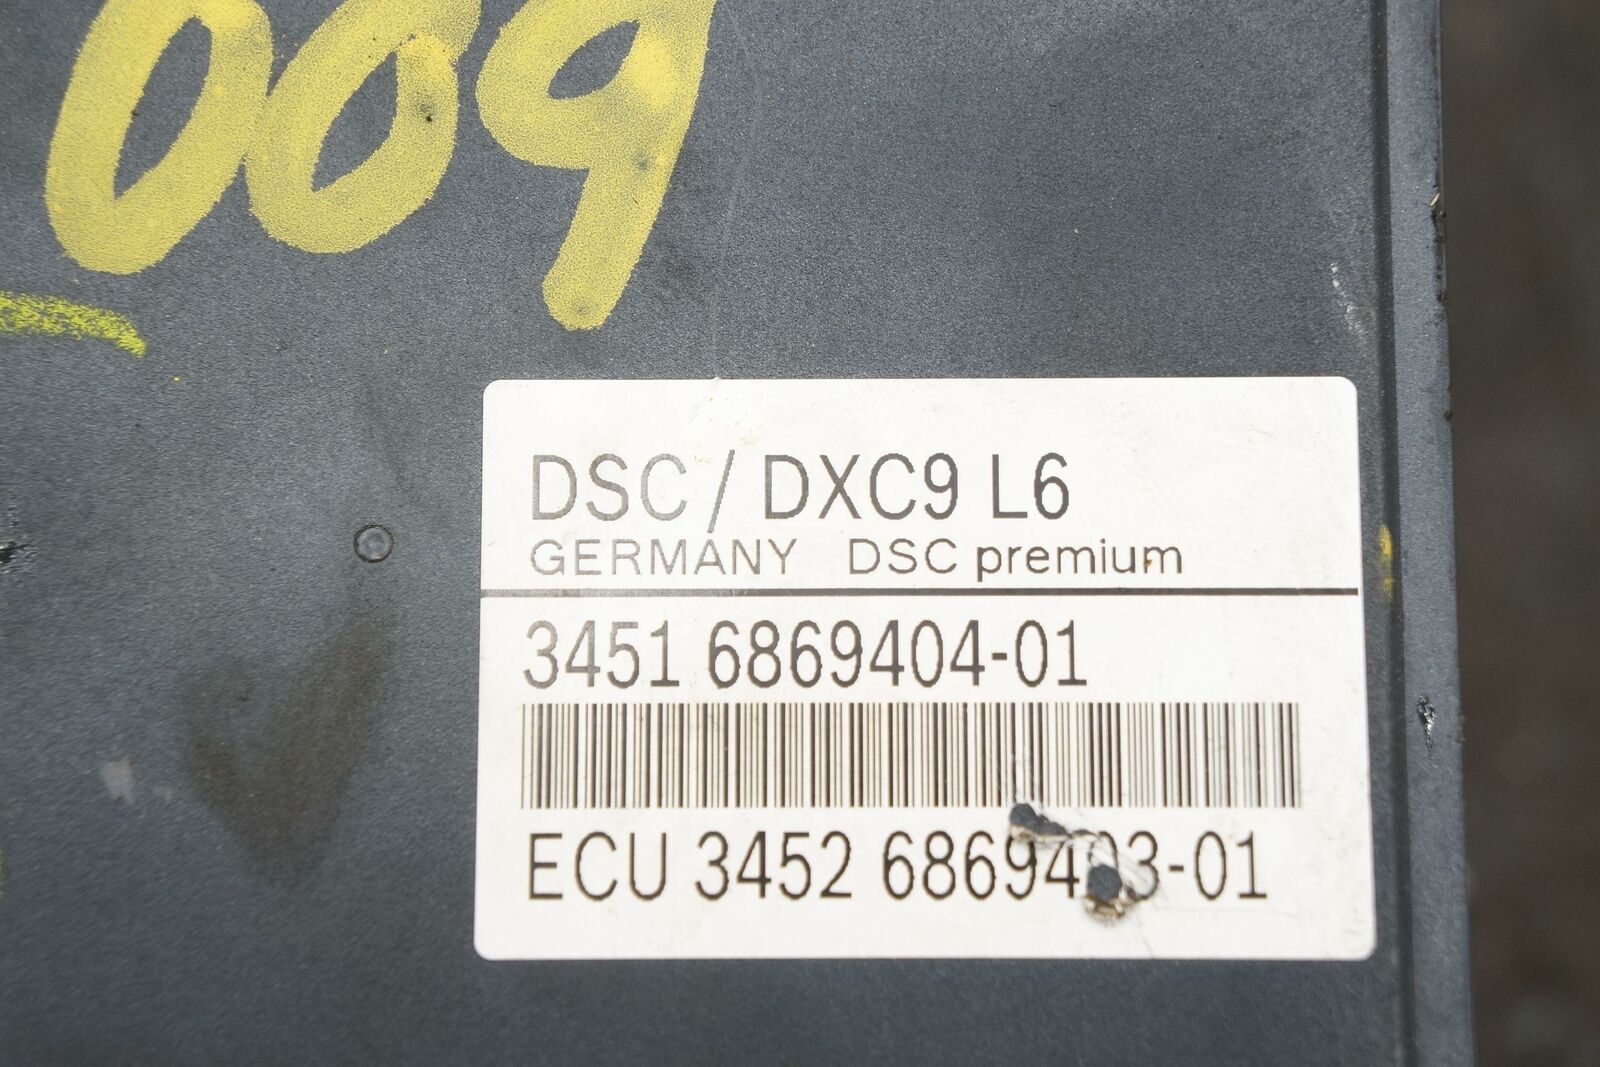 009
DSC / DXC9 L6
GERMANY DSC premium
3451 6869404-01
ECU 3452